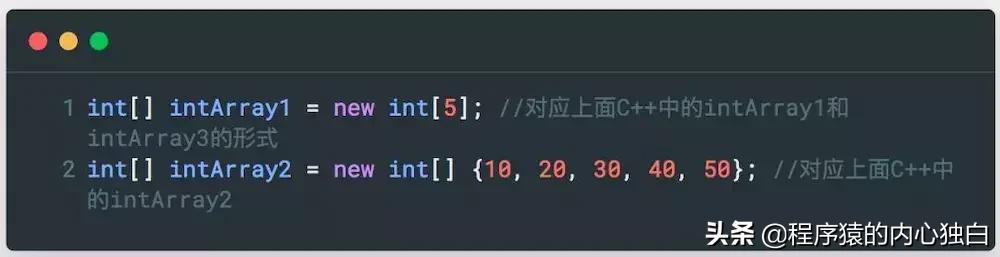 1 int[] intArray1 = new int[5]; //对应上面C++中的intArray1和
intArray3的形式
2 int[] intArray2 = new int[] {10, 20, 30, 40, 50}; //对应上面C++中
的intArray2
头条 @程序猿的内心独白